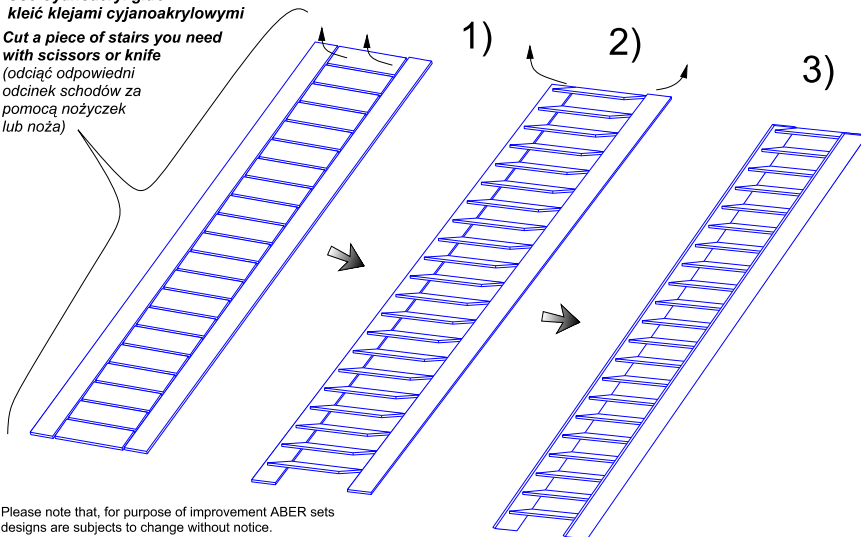 kleić klejami cyjanoakrylowymi
Cut a piece of stairs you need
with scissors or knife
(odciąć odpowiedni
odcinek schodów za
pomocą nożyczek
lub noża)
1)
2)
3)
Please note that, for purpose of improvement ABER sets
designs are subjects to change without notice.